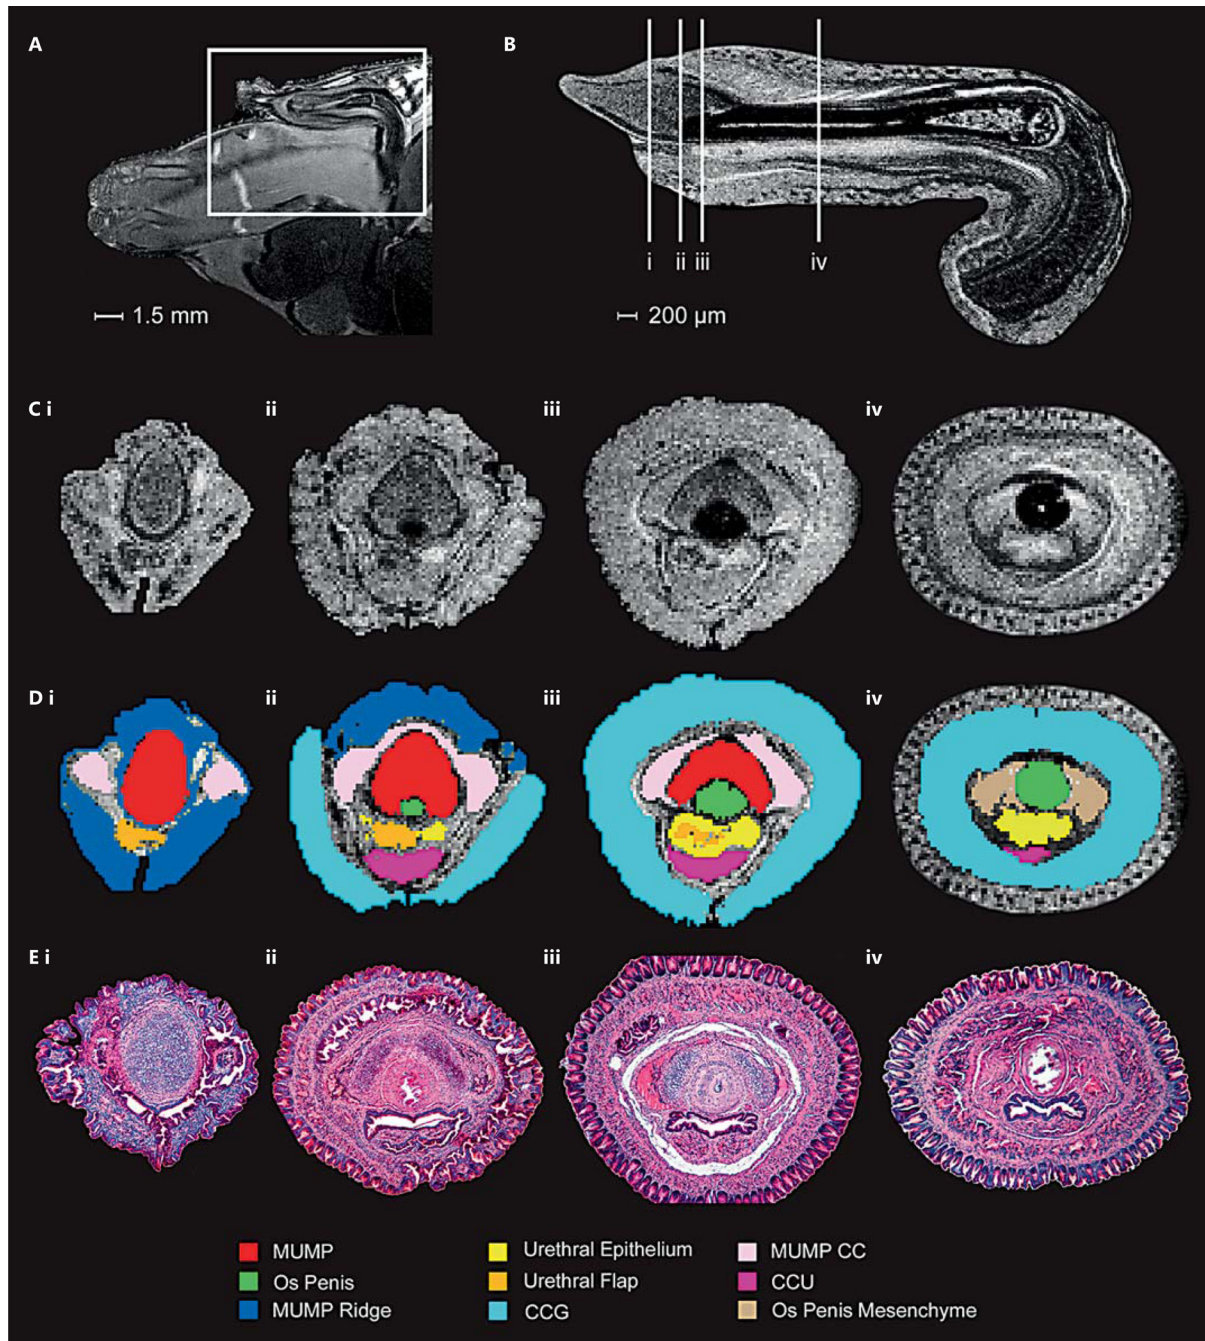 A
B
i ii iii iv
1.5 mm
200 µm
C i ii iii iv
D i ii iii iv
E i ii iii iv
MUMP Urethral Epithelium MUMP CC
Os Penis Urethral Flap CCU
MUMP Ridge CCG Os Penis Mesenchyme